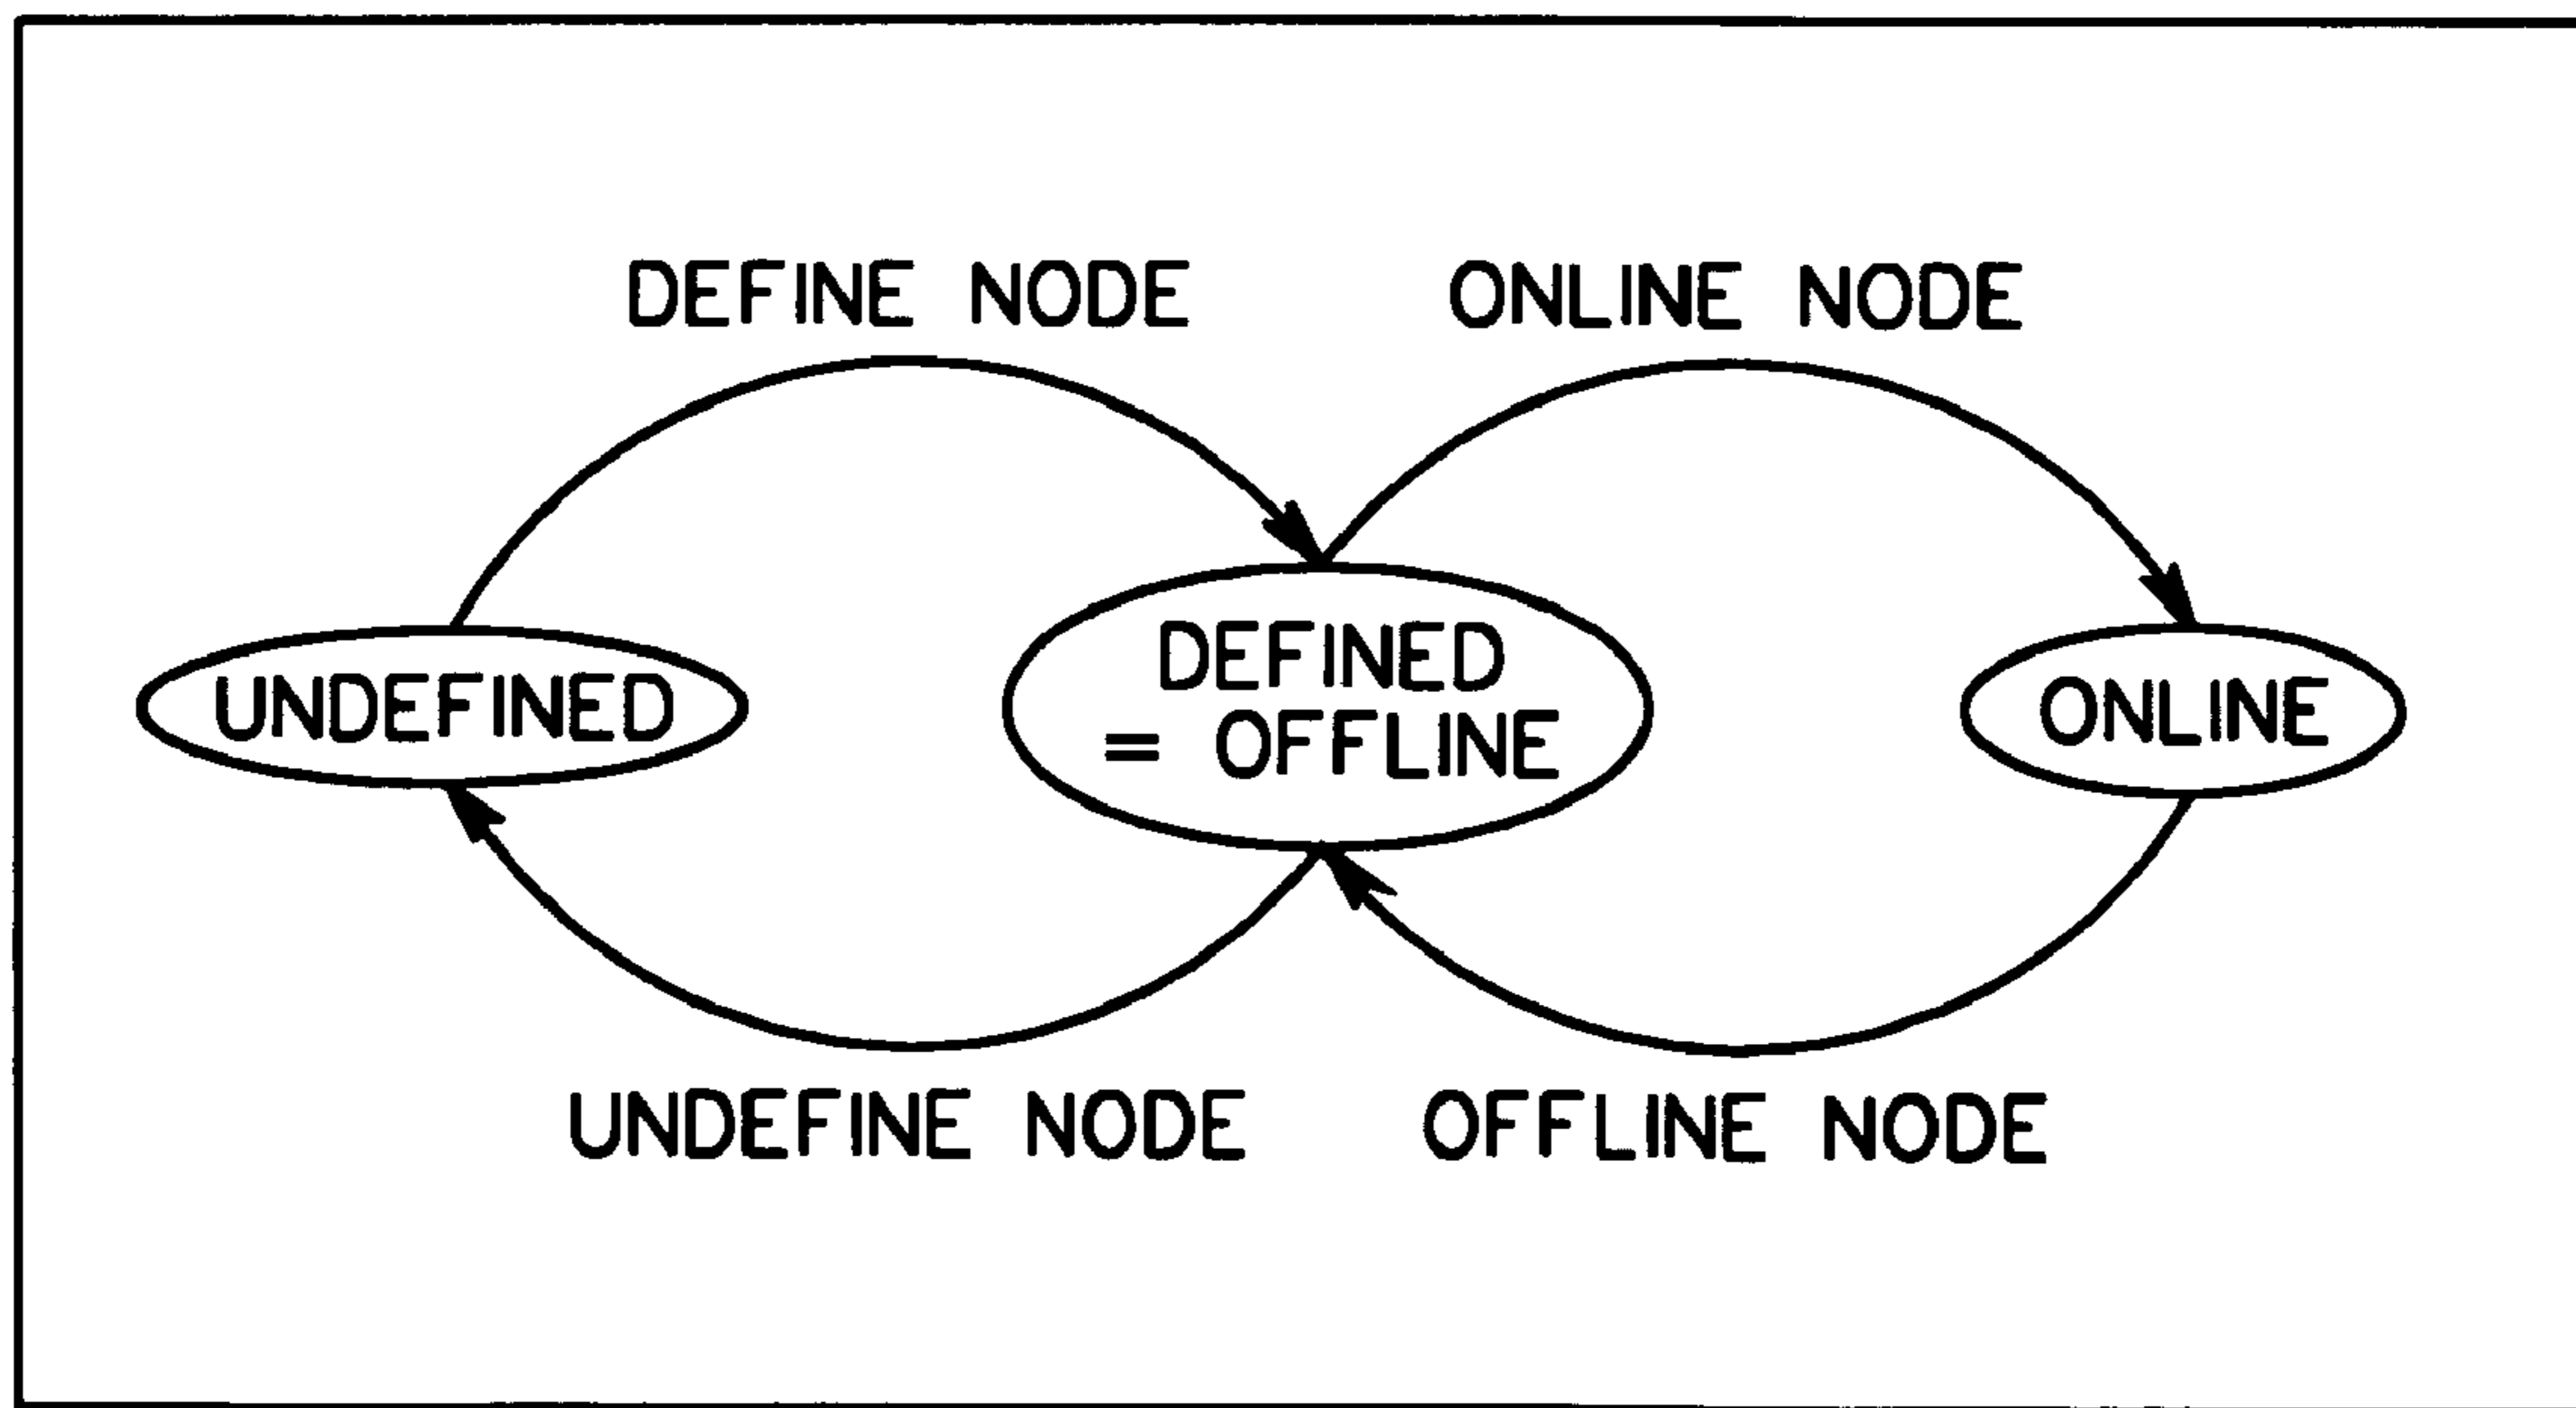 DEFINE NODE
ONLINE NODE
UNDEFINED
DEFINED
= OFFLINE
ONLINE
UNDEFINE NODE
OFFLINE NODE